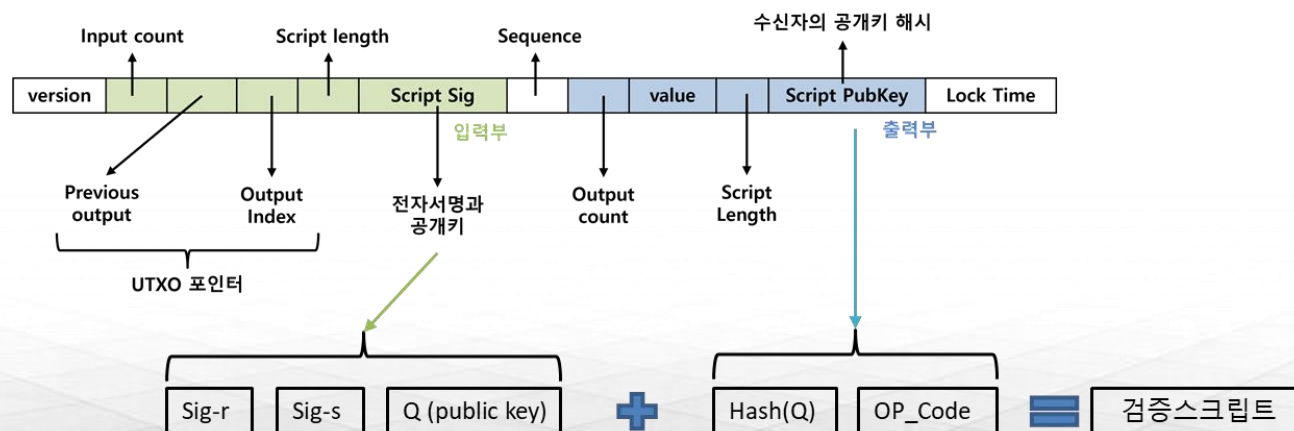 수신자의 공개키 해시
Input count
Script length
Sequence
version
Script Sig
value
Script PubKey
Lock Time
입력부
출력부
Previous
output
Output
Index
전자서명과
공개키
Output
count
Script
Length
UTXO 포인터
Sig-r
Sig-s
Q (public key)
Hash(Q)
OP_Code
검증스크립트